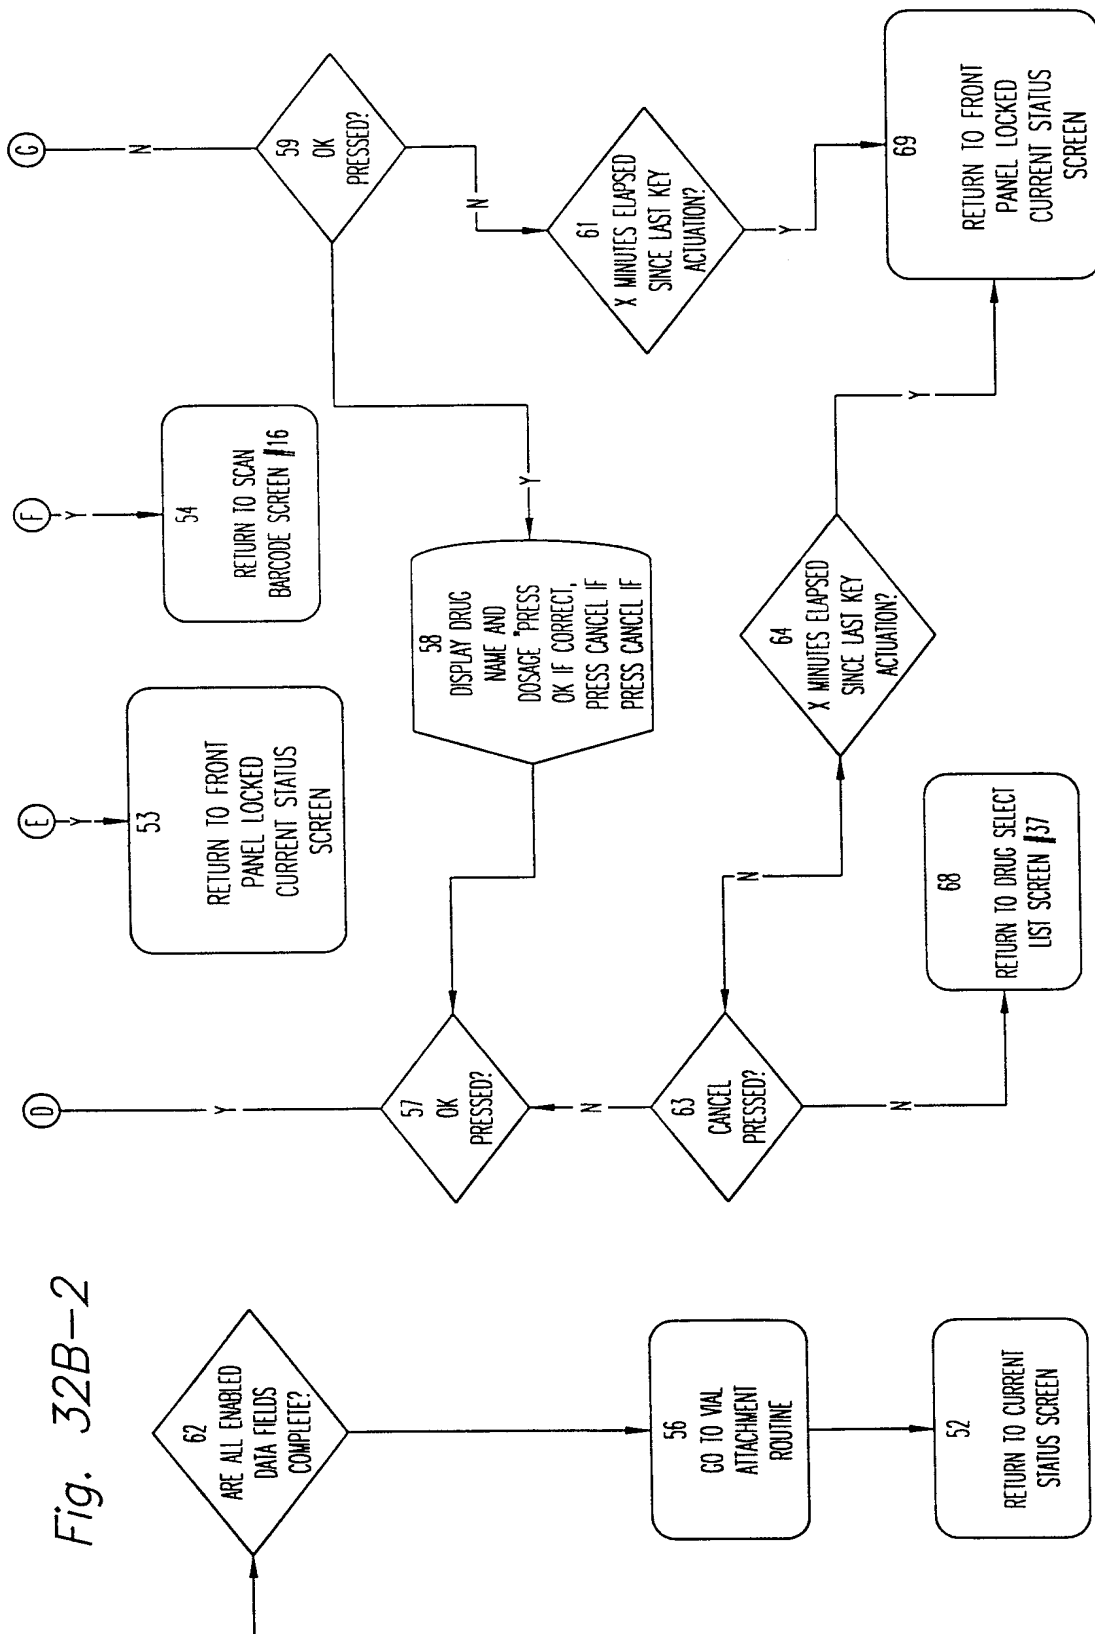 Fig. 32B-2
62
ARE ALL ENABLED
DATA FIELDS
COMPLETE?
56
GO TO VIAL
ATTACHMENT
ROUTINE
52
RETURN TO CURRENT
STATUS SCREEN
D
Y
57
OK
PRESSED?
N
63
CANCEL
PRESSED?
N
68
RETURN TO DRUG SELECT
LIST SCREEN #37
N
E
Y
53
RETURN TO FRONT
PANEL LOCKED
CURRENT STATUS
SCREEN
58
DISPLAY DRUG
NAME AND
DOSAGE "PRESS
OK IF CORRECT,
PRESS CANCEL IF
PRESS CANCEL IF
64
X MINUTES ELAPSED
SINCE LAST KEY
ACTUATION?
Y
F
Y
54
RETURN TO SCAN
BARCODE SCREEN #16
Y
G
N
59
OK
PRESSED?
N
61
X MINUTES ELAPSED
SINCE LAST KEY
ACTUATION?
Y
69
RETURN TO FRONT
PANEL LOCKED
CURRENT STATUS
SCREEN